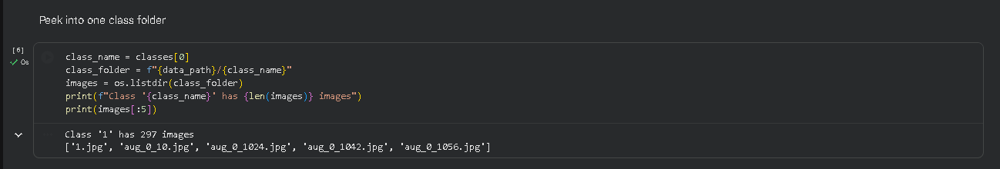 Peek into one class folder
[6]
0s
class_name = classes[0]
class_folder = f"{data_path}/{class_name}"
images = os.listdir(class_folder)
print(f"Class '{class_name}' has {len(images)} images")
print(images[:5])
Class '1' has 297 images
['1.jpg', 'aug_0_10.jpg', 'aug_0_1024.jpg', 'aug_0_1042.jpg', 'aug_0_1056.jpg']